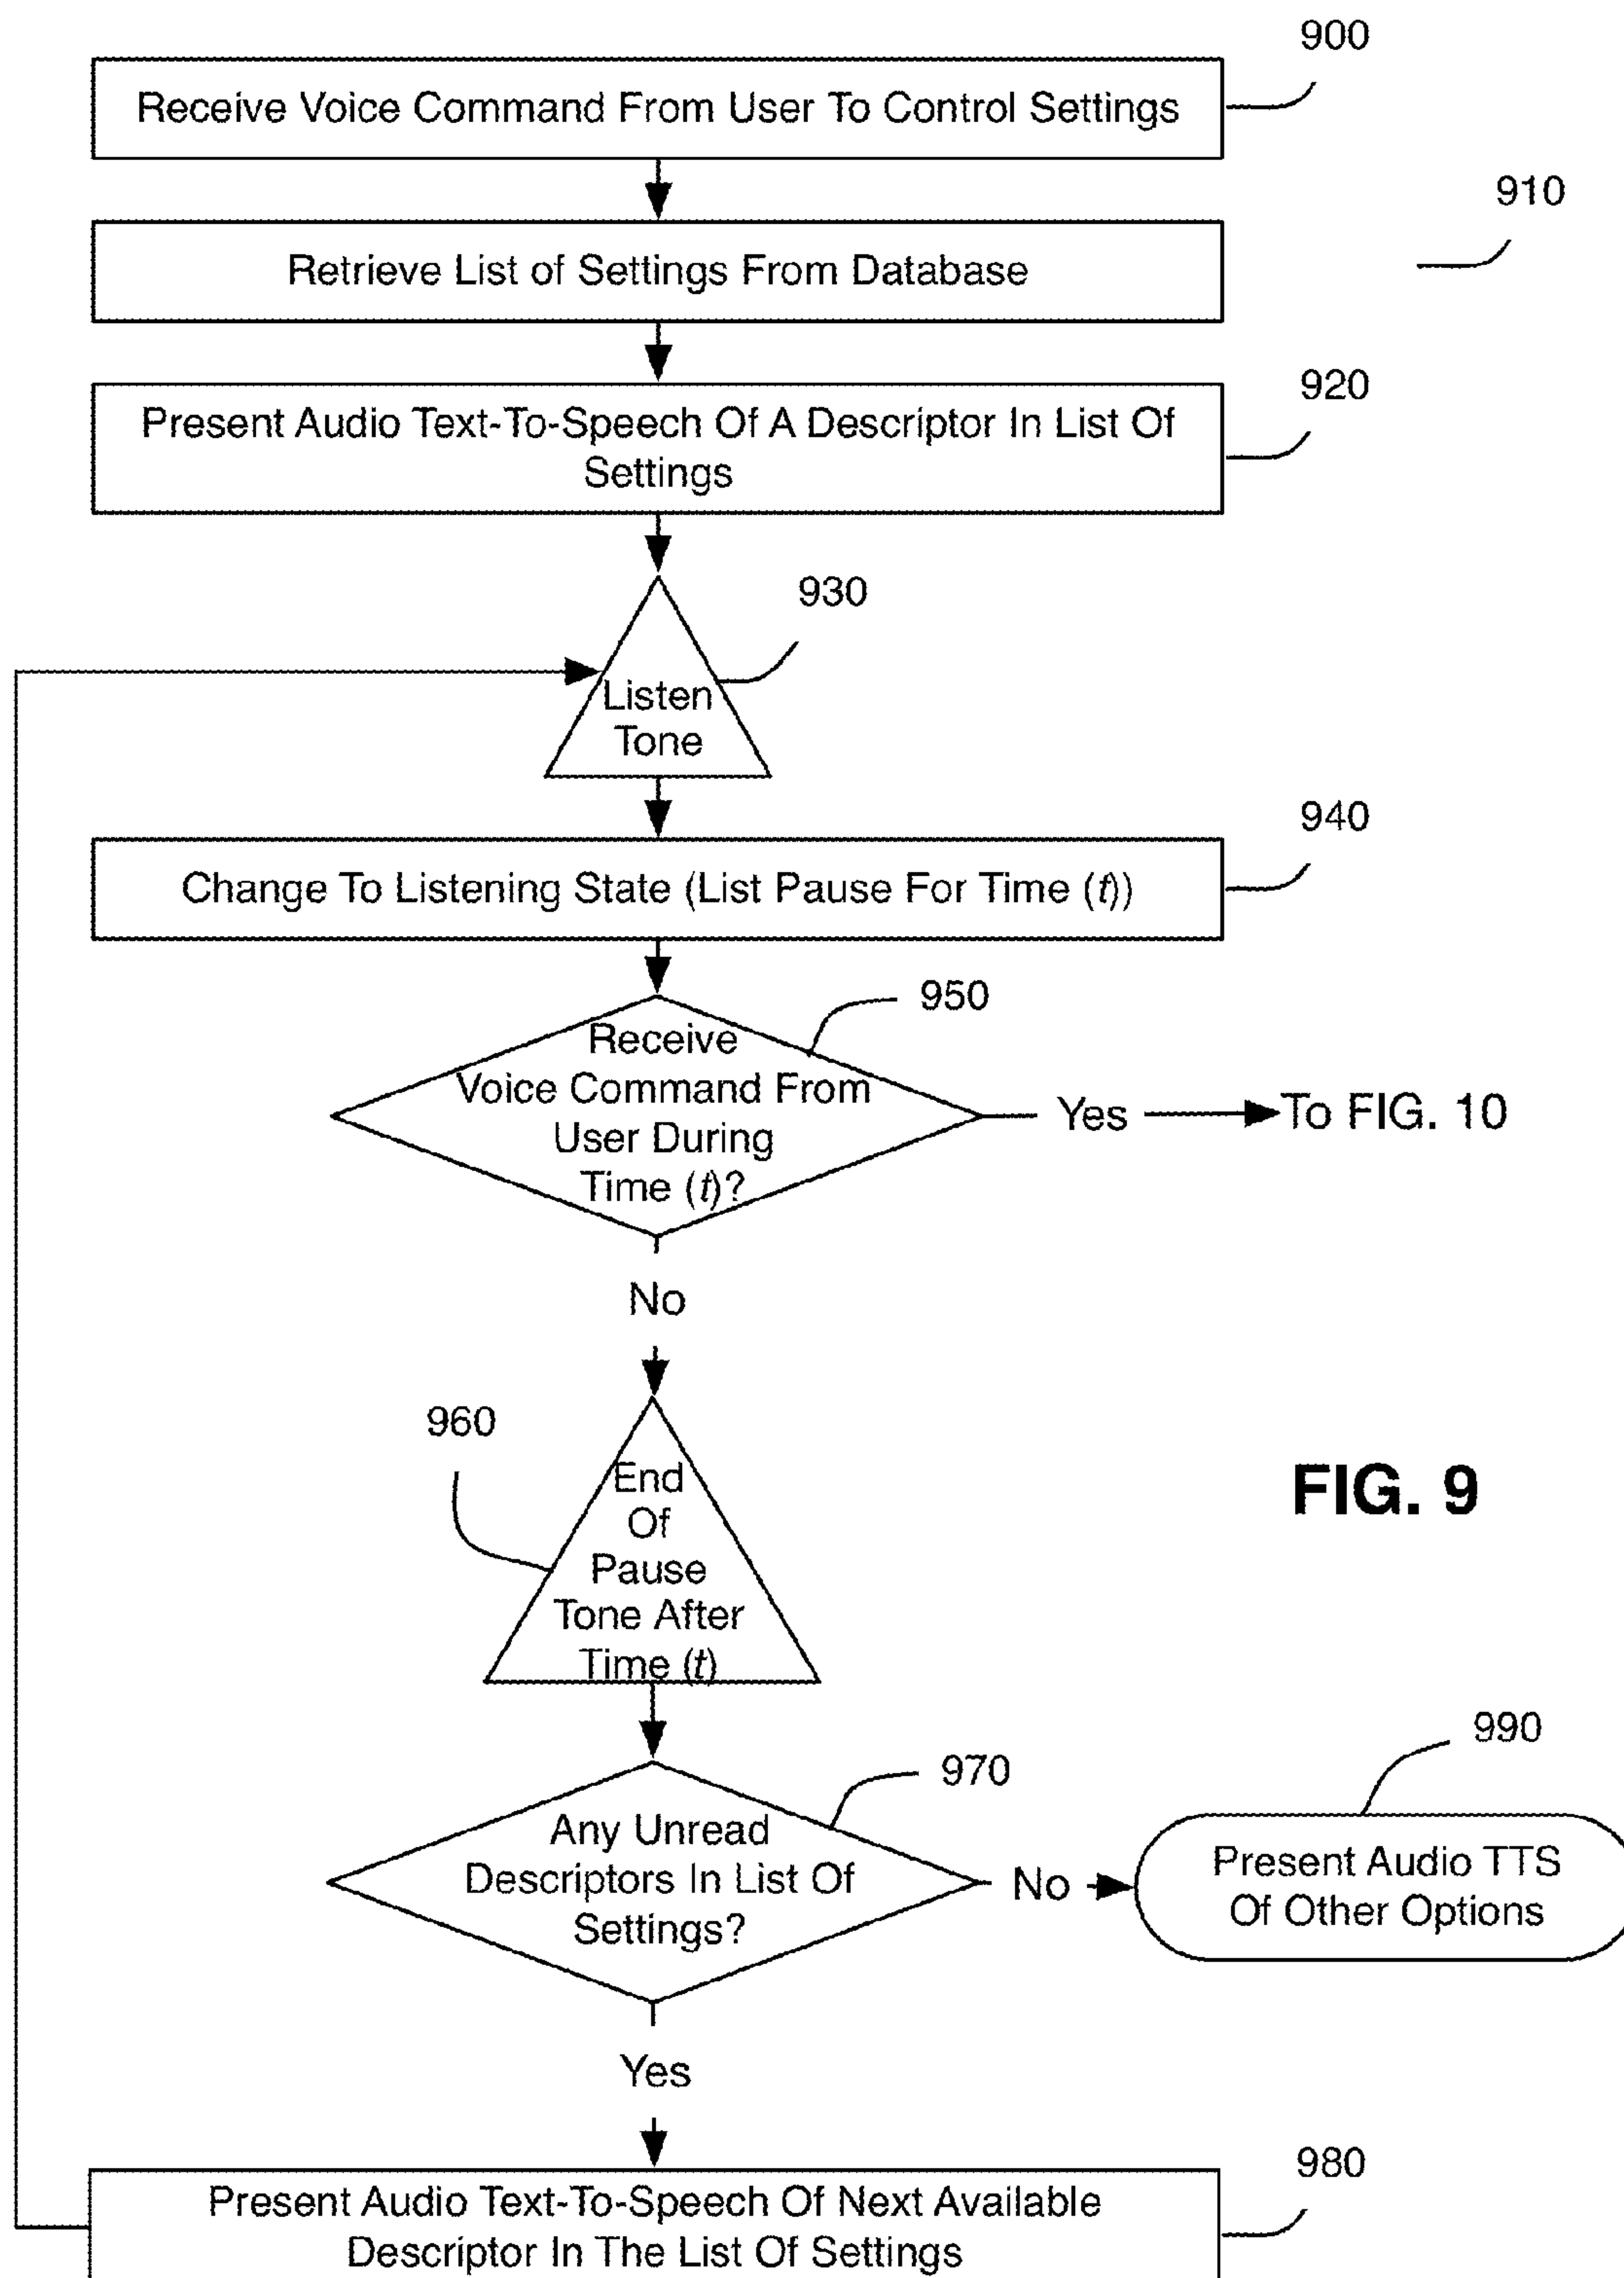 900
Receive Voice Command From User To Control Settings
910
Retrieve List of Settings From Database
920
Present Audio Text-To-Speech Of A Descriptor In List Of
Settings
930
Listen
Tone
940
Change To Listening State (List Pause For Time (t))
950
Receive
Voice Command From
User During
Time (t)?
Yes
To FIG. 10
No
960
End
Of
Pause
Tone After
Time (t)
FIG. 9
970
Any Unread
Descriptors In List Of
Settings?
No
990
Present Audio TTS
Of Other Options
Yes
980
Present Audio Text-To-Speech Of Next Available
Descriptor In The List Of Settings